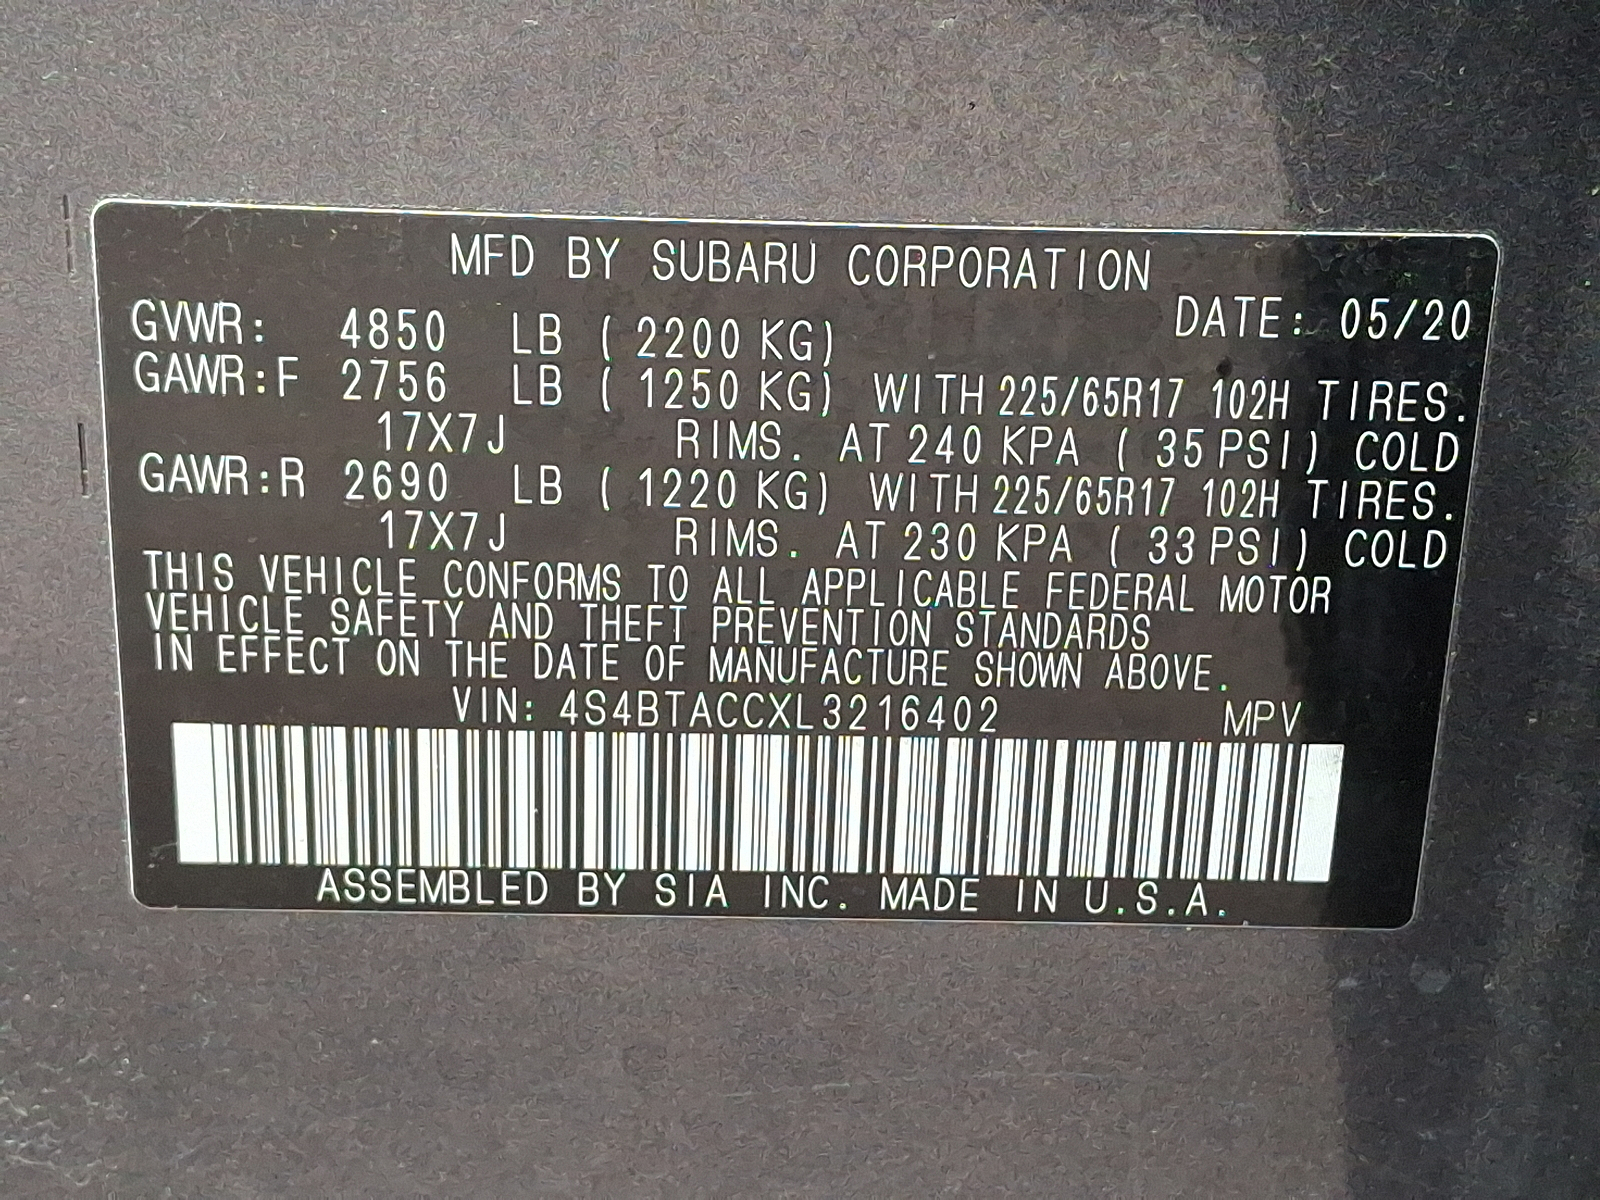 MFD BY SUBARU CORPORATION
DATE: 05/20
GVWR: 4850 LB ( 2200 KG)
GAWR:F 2756 LB ( 1250 KG) WITH 225/65R17 102H TIRES.
17X7J RIMS. AT 240 KPA ( 35 PSI) COLD
GAWR:R 2690 LB ( 1220 KG) WITH 225/65R17 102H TIRES.
17X7J RIMS. AT 230 KPA ( 33 PSI) COLD
THIS VEHICLE CONFORMS TO ALL APPLICABLE FEDERAL MOTOR
VEHICLE SAFETY AND THEFT PREVENTION STANDARDS
IN EFFECT ON THE DATE OF MANUFACTURE SHOWN ABOVE.
VIN: 4S4BTACCXL3216402 MPV
ASSEMBLED BY SIA INC. MADE IN U.S.A.